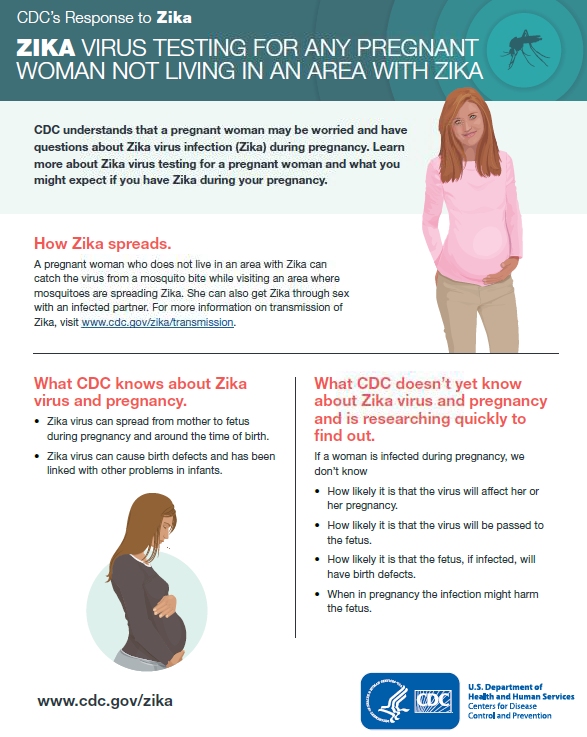 CDC's Response to Zika
ZIKA VIRUS TESTING FOR ANY PREGNANT
WOMAN NOT LIVING IN AN AREA WITH ZIKA
CDC understands that a pregnant woman may be worried and have
questions about Zika virus infection (Zika) during pregnancy. Learn
more about Zika virus testing for a pregnant woman and what you
might expect if you have Zika during your pregnancy.
How Zika spreads.
A pregnant woman who does not live in an area with Zika can
catch the virus from a mosquito bite while visiting an area where
mosquitoes are spreading Zika. She can also get Zika through sex
with an infected partner. For more information on transmission of
Zika, visit www.cdc.gov/zika/transmission.
What CDC knows about Zika
virus and pregnancy.
• Zika virus can spread from mother to fetus
during pregnancy and around the time of birth.
• Zika virus can cause birth defects and has been
linked with other problems in infants.
What CDC doesn't yet know
about Zika virus and pregnancy
and is researching quickly to
find out.
If a woman is infected during pregnancy, we
don't know
• How likely it is that the virus will affect her or
her pregnancy.
• How likely it is that the virus will be passed to
the fetus.
• How likely it is that the fetus, if infected, will
have birth defects.
• When in pregnancy the infection might harm
the fetus.
www.cdc.gov/zika
CDC
U.S. Department of
Health and Human Services
Centers for Disease
Control and Prevention